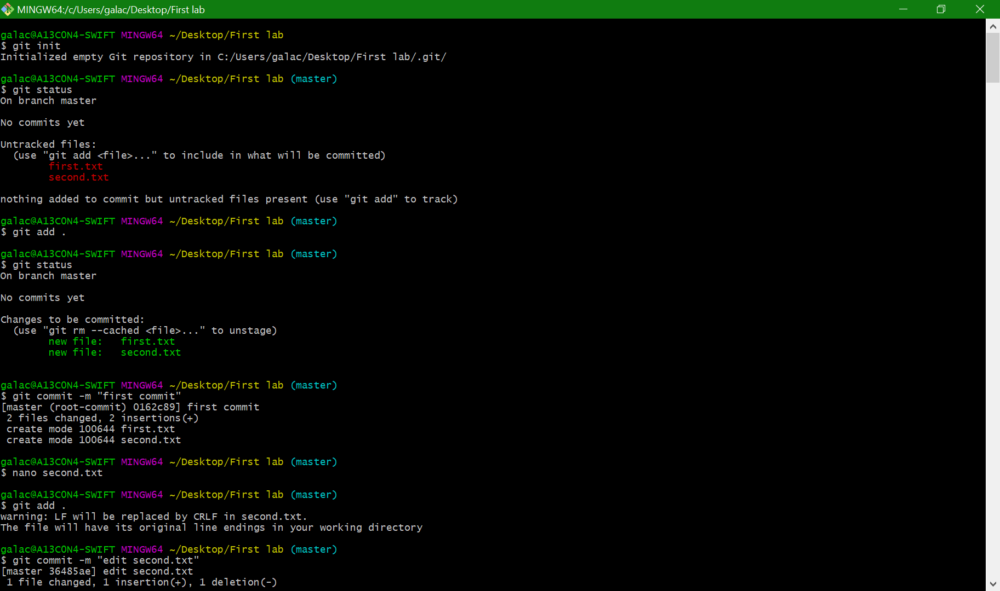 MINGW64:/c/Users/galac/Desktop/First lab
galac@A13CON4-SWIFT MINGW64 ~/Desktop/First lab
$ git init
Initialized empty Git repository in C:/Users/galac/Desktop/First lab/.git/
galac@A13CON4-SWIFT MINGW64 ~/Desktop/First lab (master)
$ git status
On branch master
No commits yet
Untracked files:
  (use "git add <file>..." to include in what will be committed)
        first.txt
        second.txt
nothing added to commit but untracked files present (use "git add" to track)
galac@A13CON4-SWIFT MINGW64 ~/Desktop/First lab (master)
$ git add .
galac@A13CON4-SWIFT MINGW64 ~/Desktop/First lab (master)
$ git status
On branch master
No commits yet
Changes to be committed:
  (use "git rm --cached <file>..." to unstage)
        new file:   first.txt
        new file:   second.txt
galac@A13CON4-SWIFT MINGW64 ~/Desktop/First lab (master)
$ git commit -m "first commit"
[master (root-commit) 0162c89] first commit
 2 files changed, 2 insertions(+)
 create mode 100644 first.txt
 create mode 100644 second.txt
galac@A13CON4-SWIFT MINGW64 ~/Desktop/First lab (master)
$ nano second.txt
galac@A13CON4-SWIFT MINGW64 ~/Desktop/First lab (master)
$ git add .
warning: LF will be replaced by CRLF in second.txt.
The file will have its original line endings in your working directory
galac@A13CON4-SWIFT MINGW64 ~/Desktop/First lab (master)
$ git commit -m "edit second.txt"
[master 36485ae] edit second.txt
 1 file changed, 1 insertion(+), 1 deletion(-)